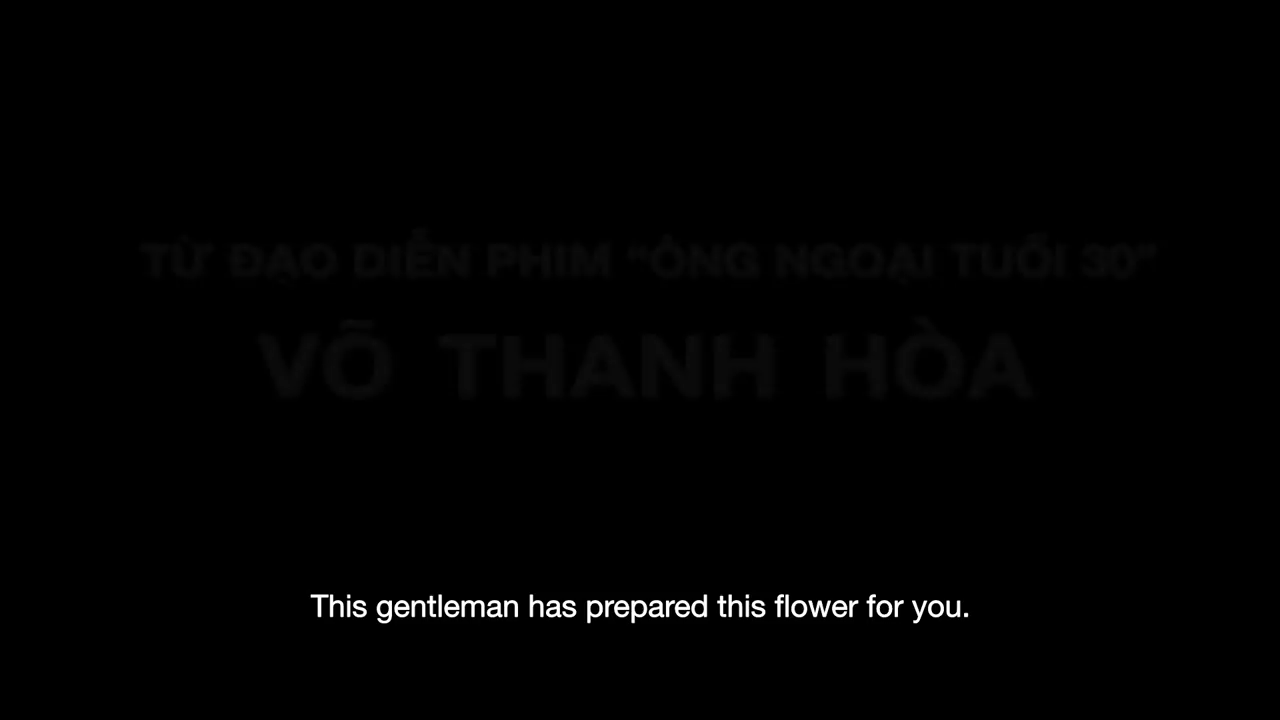 TỪ ĐẠO DIỄN PHIM “ÔNG NGOẠI TUỔI 30”
VÕ THANH HÒA
This gentleman has prepared this flower for you.